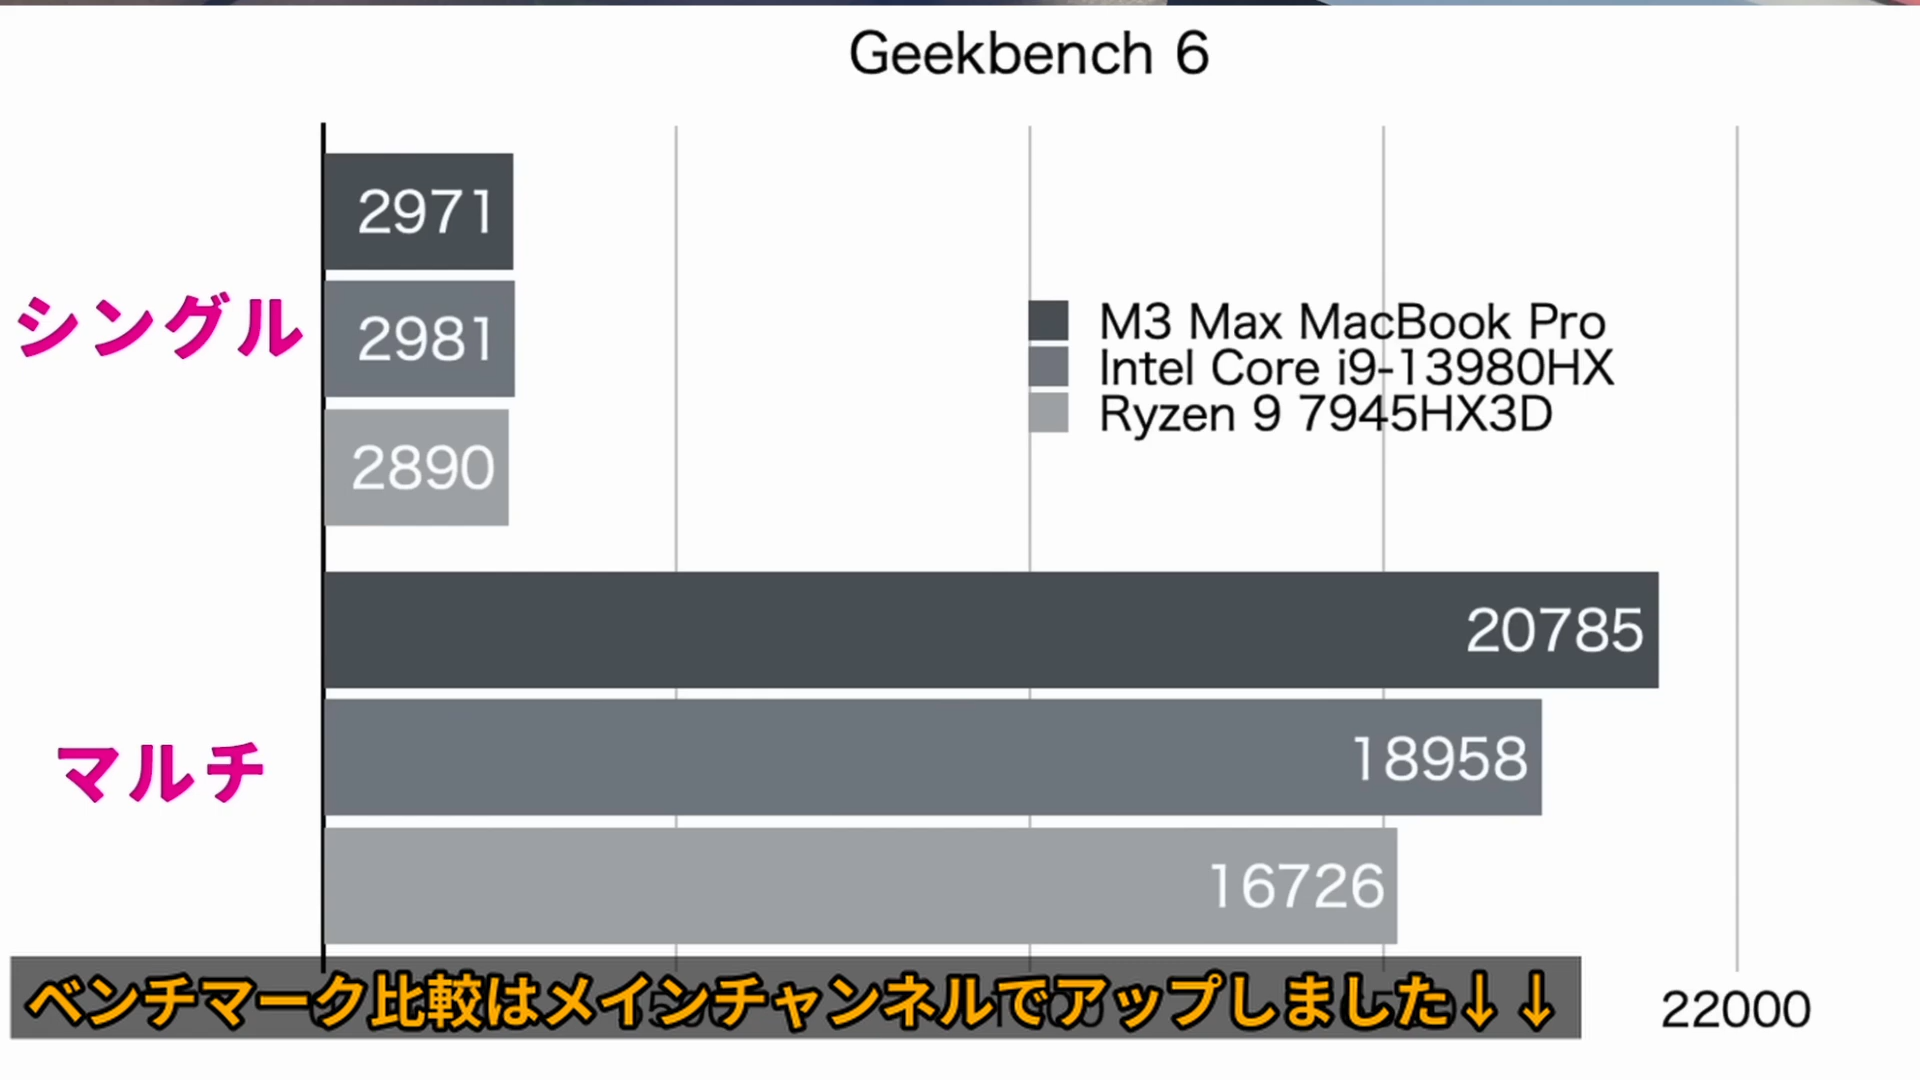 Geekbench 6
シングル
2971
2981
2890
M3 Max MacBook Pro
Intel Core i9-13980HX
Ryzen 9 7945HX3D
マルチ
20785
18958
16726
ベンチマーク比較はメインチャンネルでアップしました↓↓
22000